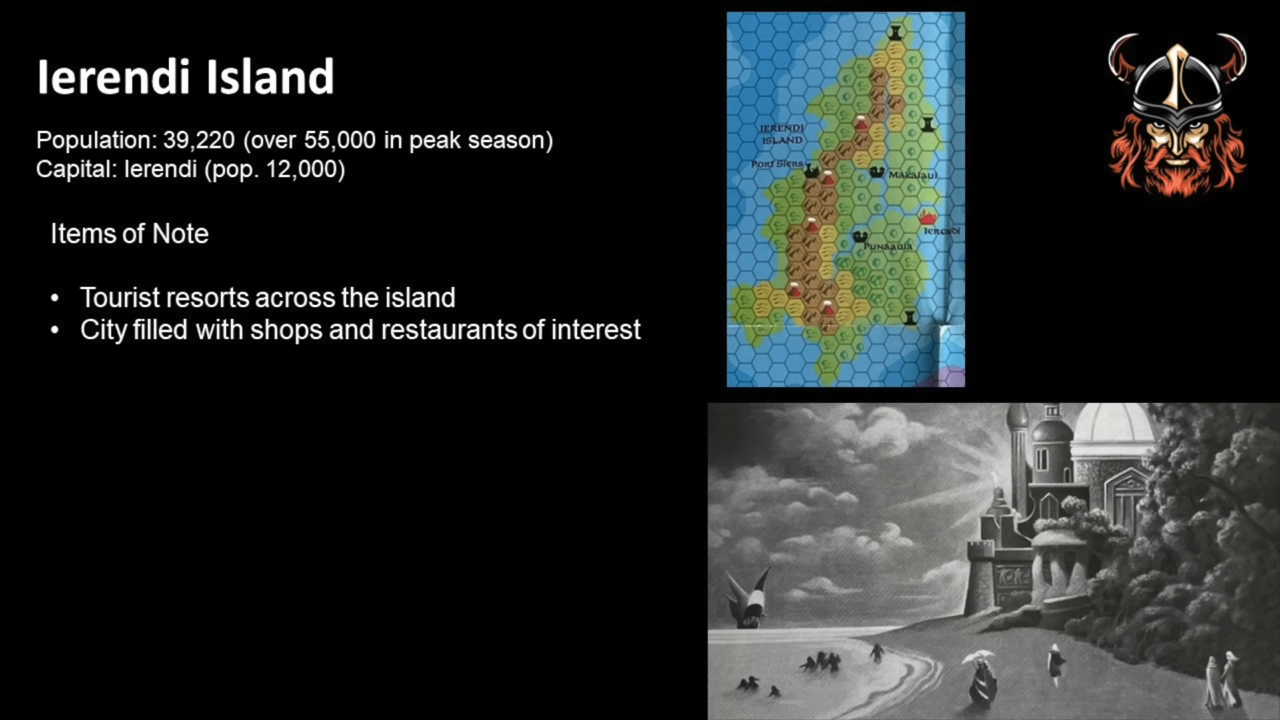 Ierendi Island
Population: 39,220 (over 55,000 in peak season)
Capital: Ierendi (pop. 12,000)
Items of Note
• Tourist resorts across the island
• City filled with shops and restaurants of interest
IERENDI
ISLAND
Port Siers
Makalaui
Ierendi
Punaauia